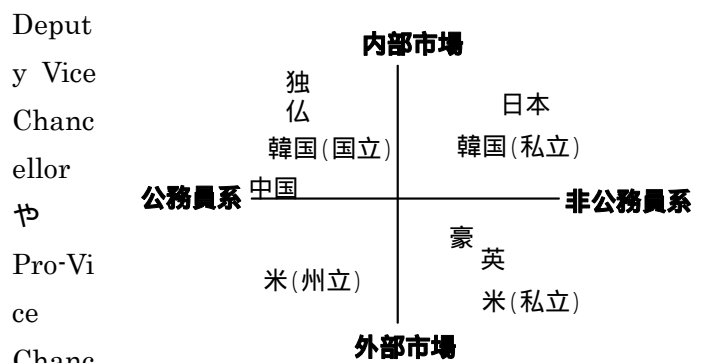 Deput
y Vice
Chanc
ellor
や
Pro-Vi
ce
Chanc
内部市場
独
仏
日本
韓国(国立)
韓国(私立)
中国
公務員系
非公務員系
豪
英
米(州立)
米(私立)
外部市場